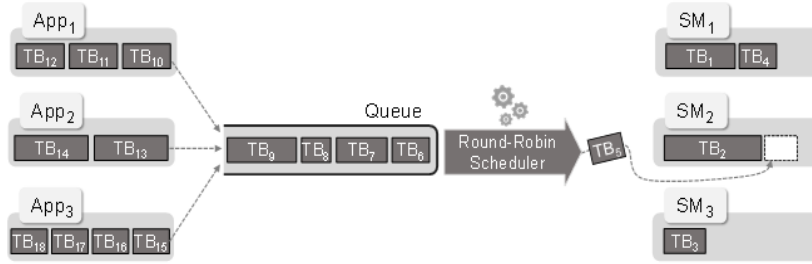 App₁
TB₁₂ TB₁₁ TB₁₀
App₂
TB₁₄ TB₁₃
App₃
TB₁₈ TB₁₇ TB₁₆ TB₁₅
Queue
TB₉ TB₈ TB₇ TB₆
Round-Robin
Scheduler
TB₅
SM₁
TB₁ TB₄
SM₂
TB₂
SM₃
TB₃